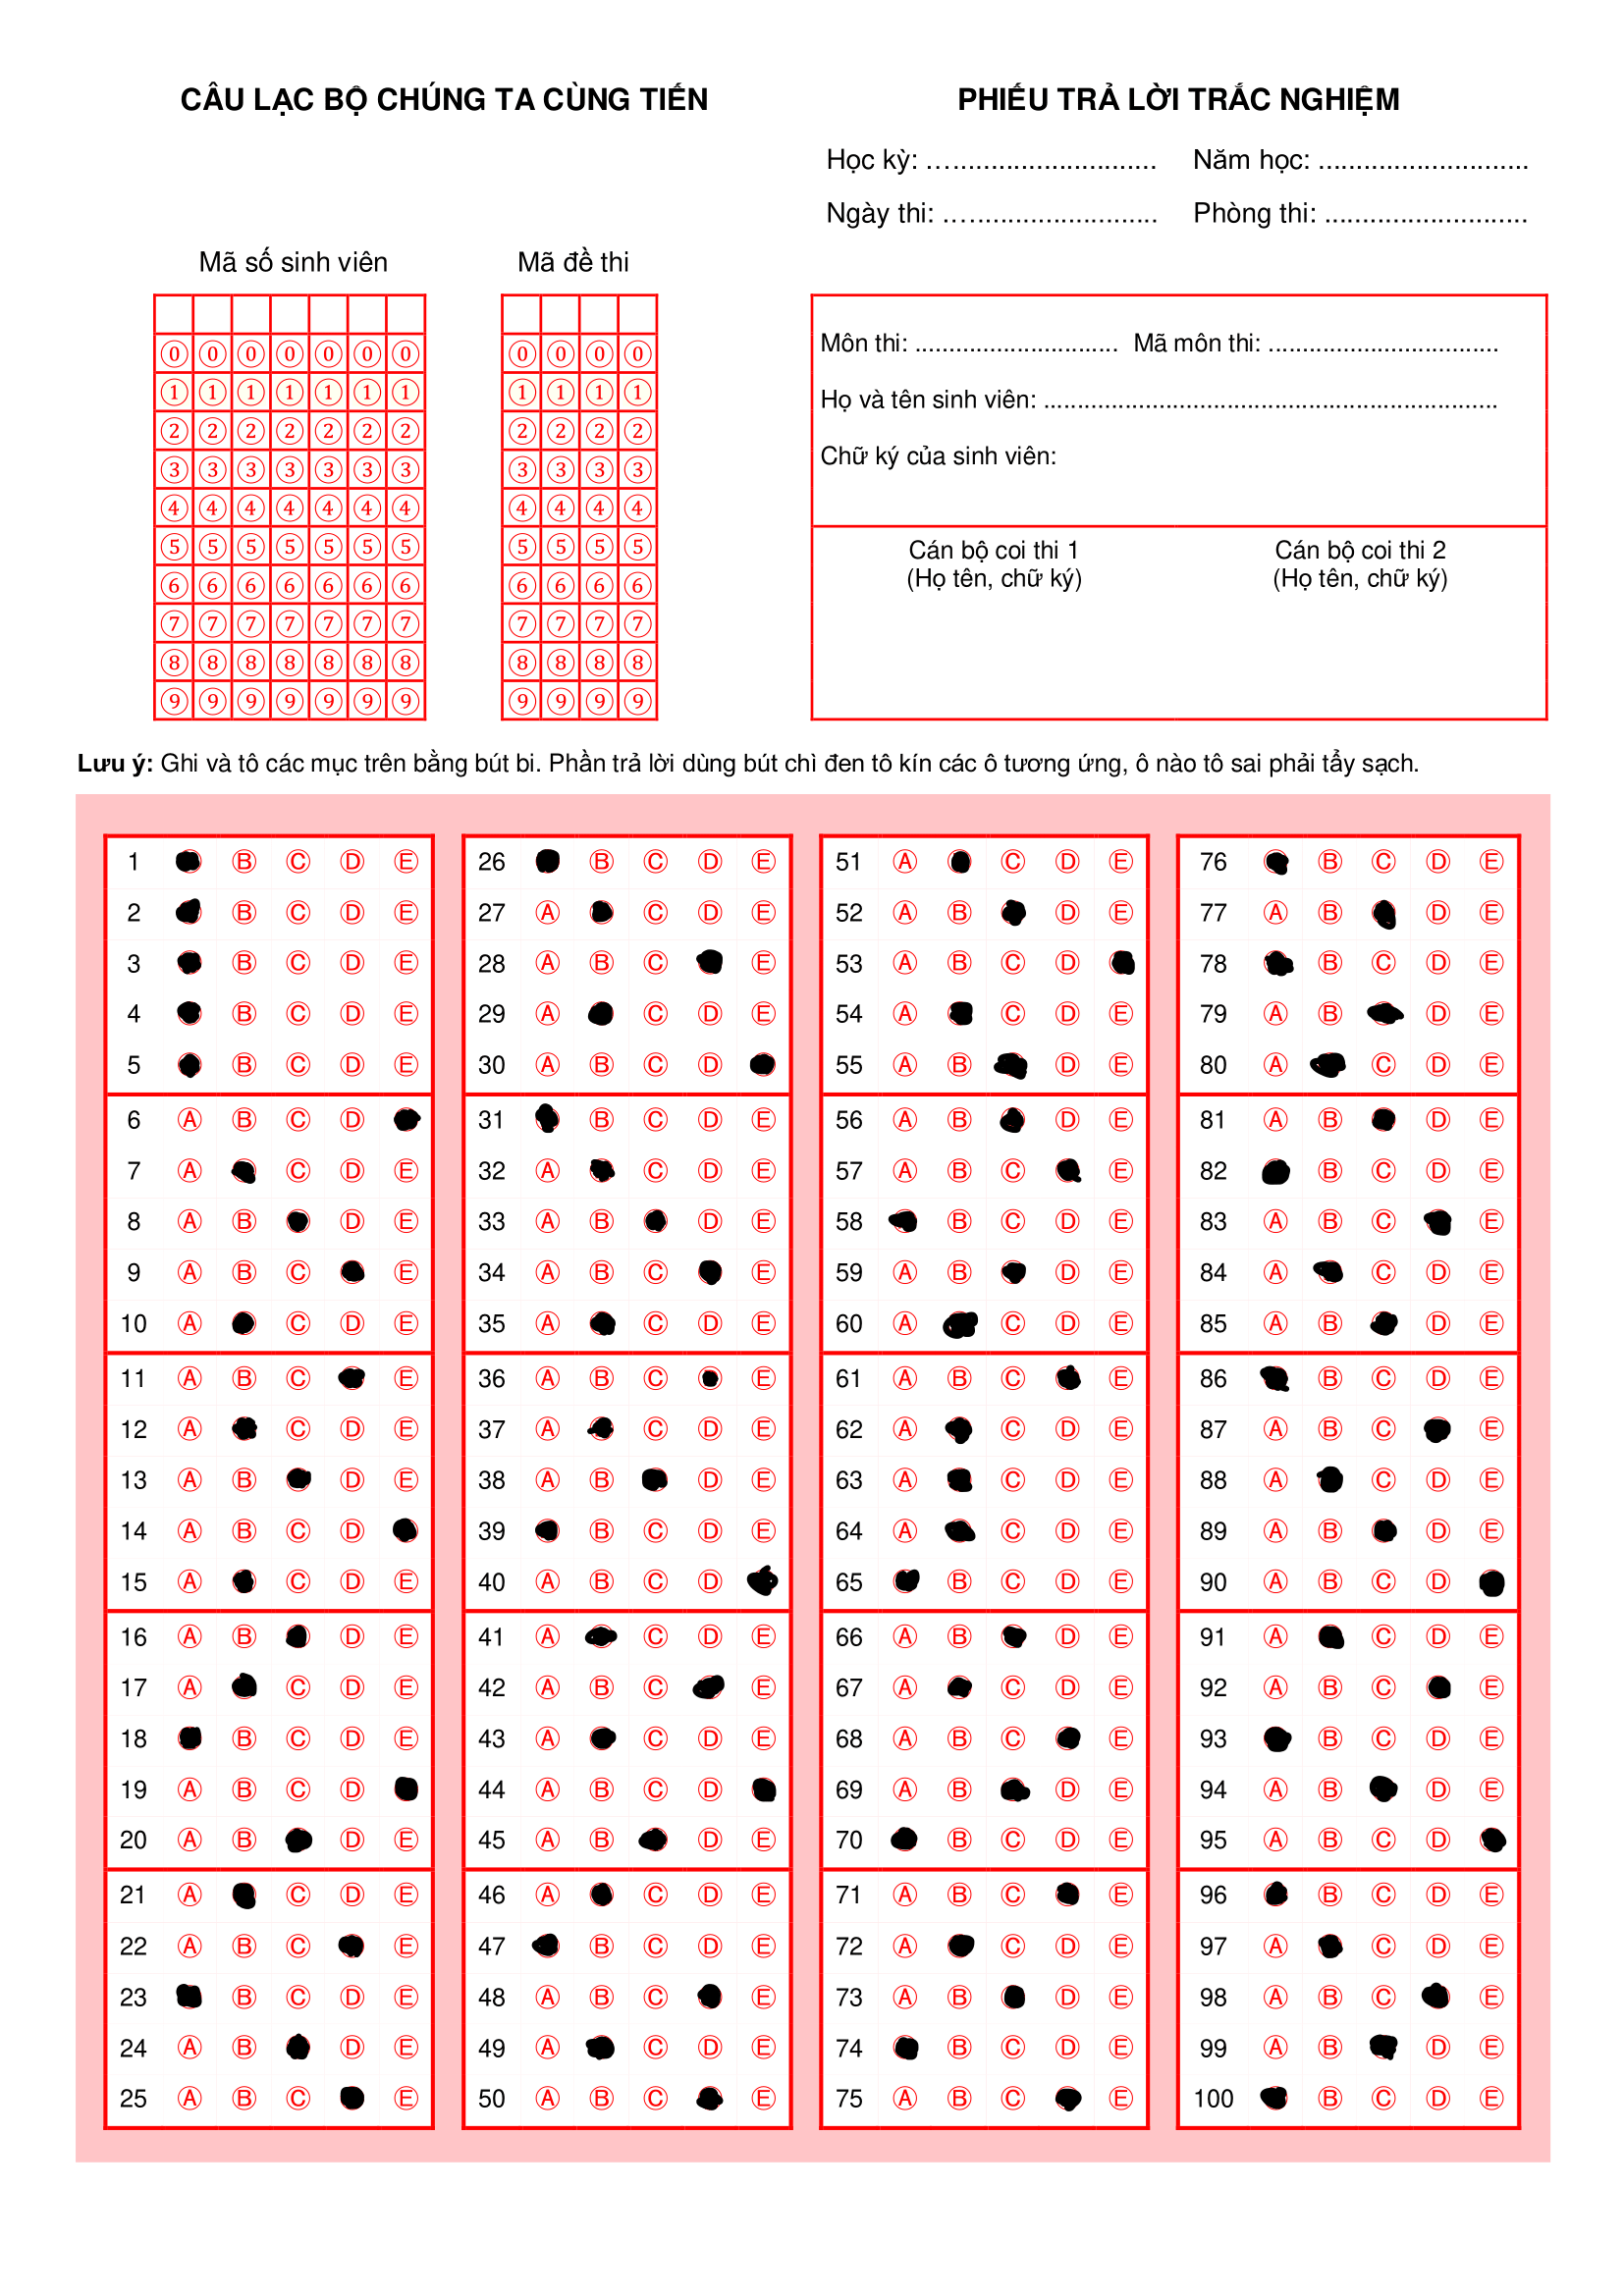 CÂU LẠC BỘ CHÚNG TA CÙNG TIẾN
PHIẾU TRẢ LỜI TRẮC NGHIỆM
Học kỳ: .............................. Năm học: ............................
Ngày thi: ............................ Phòng thi: ...........................
Mã số sinh viên Mã đề thi
0 0 0 0 0 0 0 0 0 0 0
1 1 1 1 1 1 1 1 1 1 1
2 2 2 2 2 2 2 2 2 2 2
3 3 3 3 3 3 3 3 3 3 3
4 4 4 4 4 4 4 4 4 4 4
5 5 5 5 5 5 5 5 5 5 5
6 6 6 6 6 6 6 6 6 6 6
7 7 7 7 7 7 7 7 7 7 7
8 8 8 8 8 8 8 8 8 8 8
9 9 9 9 9 9 9 9 9 9 9
Môn thi: .............................. Mã môn thi: ..................................
Họ và tên sinh viên: ...................................................................
Chữ ký của sinh viên:
Cán bộ coi thi 1 Cán bộ coi thi 2
(Họ tên, chữ ký) (Họ tên, chữ ký)
Lưu ý: Ghi và tô các mục trên bằng bút bi. Phần trả lời dùng bút chì đen tô kín các ô tương ứng, ô nào tô sai phải tẩy sạch.
1 B C D E
2 B C D E
3 B C D E
4 B C D E
5 B C D E
6 A B C D
7 A C D E
8 A B D E
9 A B C E
10 A C D E
11 A B C E
12 A C D E
13 A B D E
14 A B C D
15 A C D E
16 A B D E
17 A C D E
18 B C D E
19 A B C D
20 A B D E
21 A C D E
22 A B C E
23 B C D E
24 A B D E
25 A B C E
26 B C D E
27 A C D E
28 A B C E
29 A C D E
30 A B C D
31 B C D E
32 A C D E
33 A B D E
34 A B C E
35 A C D E
36 A B C E
37 A C D E
38 A B D E
39 B C D E
40 A B C D
41 A C D E
42 A B C E
43 A C D E
44 A B C D
45 A B D E
46 A C D E
47 B C D E
48 A B C E
49 A C D E
50 A B C E
51 A C D E
52 A B D E
53 A B C D
54 A C D E
55 A B D E
56 A B D E
57 A B C E
58 B C D E
59 A B D E
60 A C D E
61 A B C E
62 A C D E
63 A C D E
64 A C D E
65 B C D E
66 A B D E
67 A C D E
68 A B C E
69 A B D E
70 B C D E
71 A B C E
72 A C D E
73 A B D E
74 B C D E
75 A B C E
76 B C D E
77 A B D E
78 B C D E
79 A B D E
80 A C D E
81 A B D E
82 B C D E
83 A B C E
84 A C D E
85 A B D E
86 B C D E
87 A B C E
88 A C D E
89 A B D E
90 A B C D
91 A C D E
92 A B C E
93 B C D E
94 A B D E
95 A B C D
96 B C D E
97 A C D E
98 A B C E
99 A B D E
100 B C D E